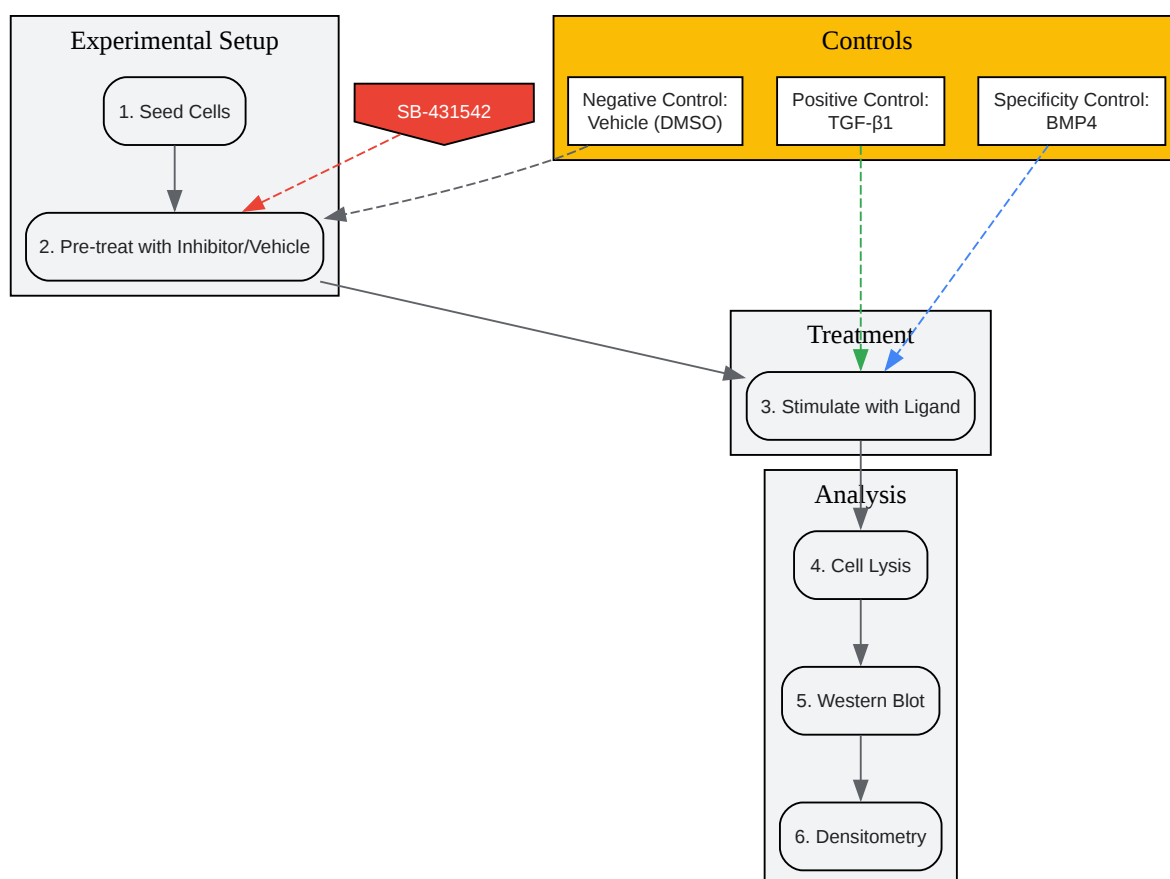 Experimental Setup
Controls
1. Seed Cells
SB-431542
Negative Control:
Vehicle (DMSO)
Positive Control:
TGF-β1
Specificity Control:
BMP4
2. Pre-treat with Inhibitor/Vehicle
Treatment
3. Stimulate with Ligand
Analysis
4. Cell Lysis
5. Western Blot
6. Densitometry